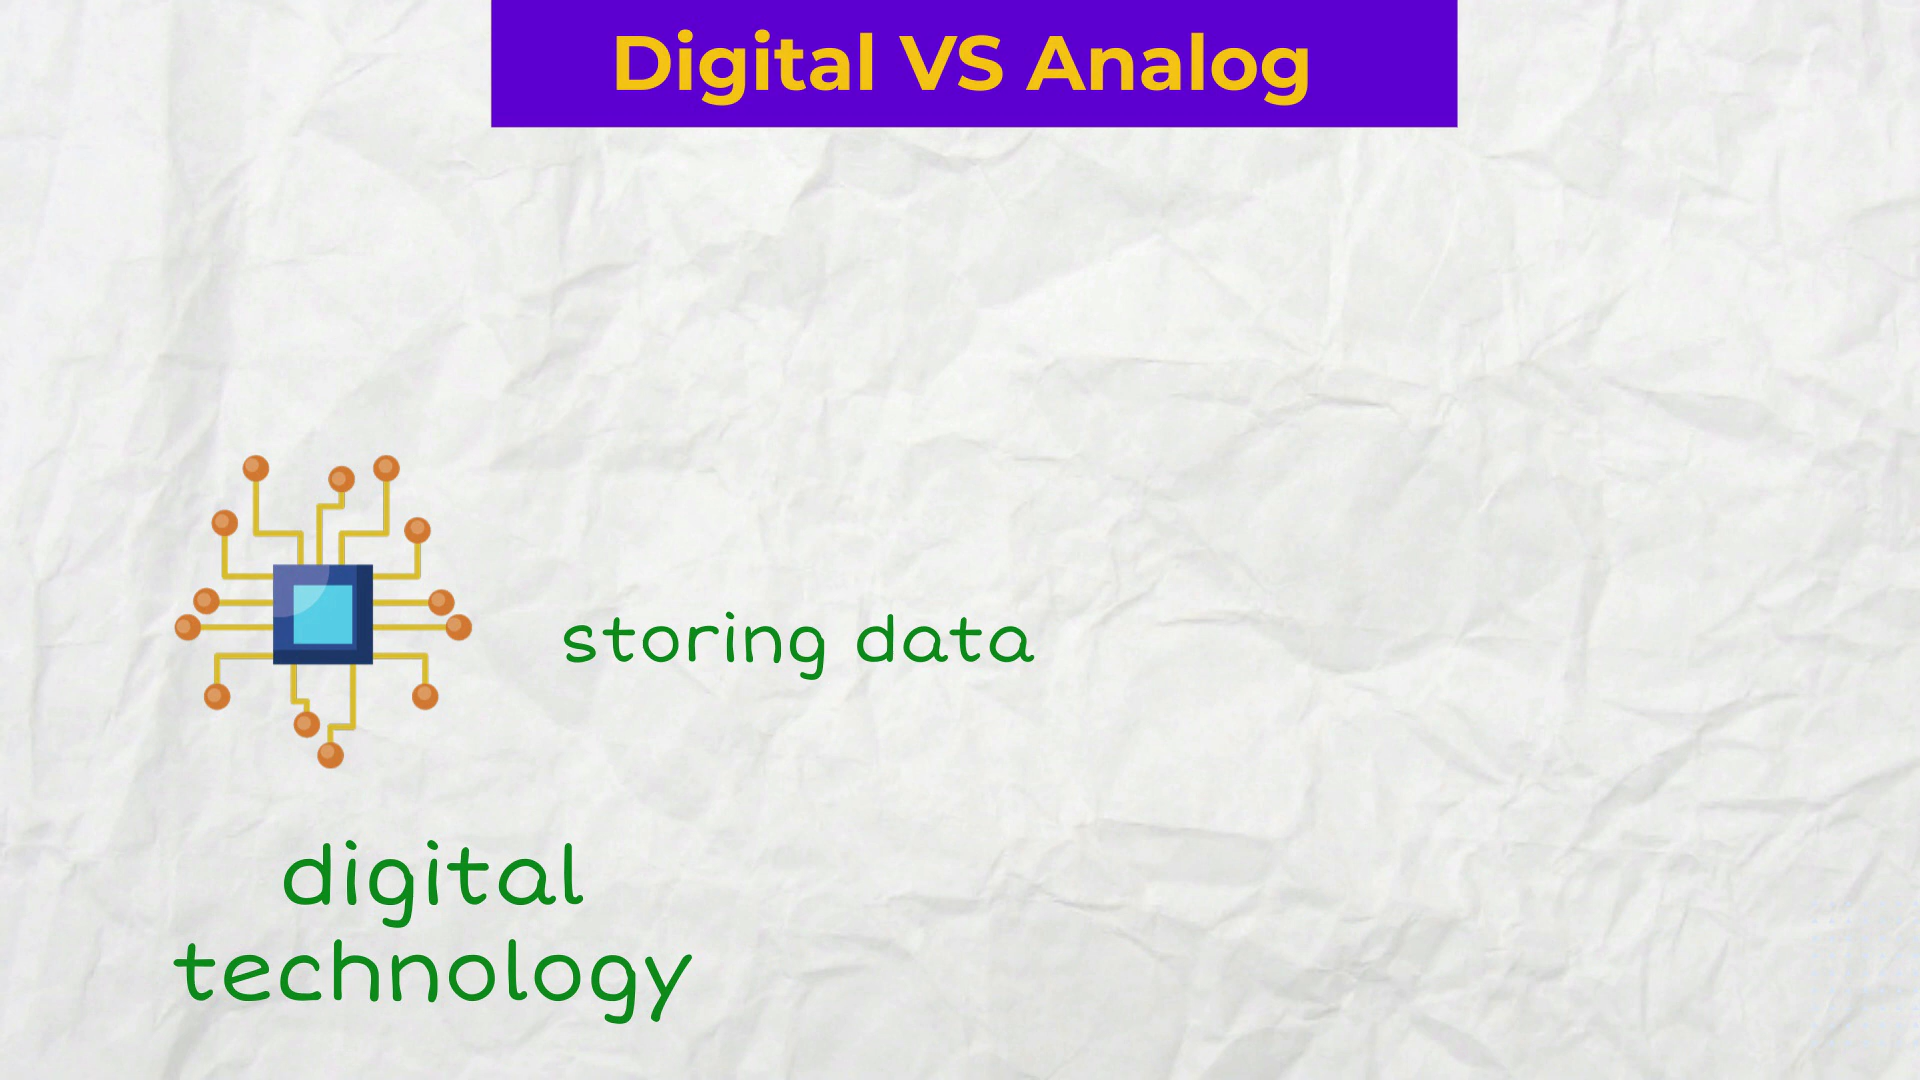 Digital VS Analog
storing data
digital
technology